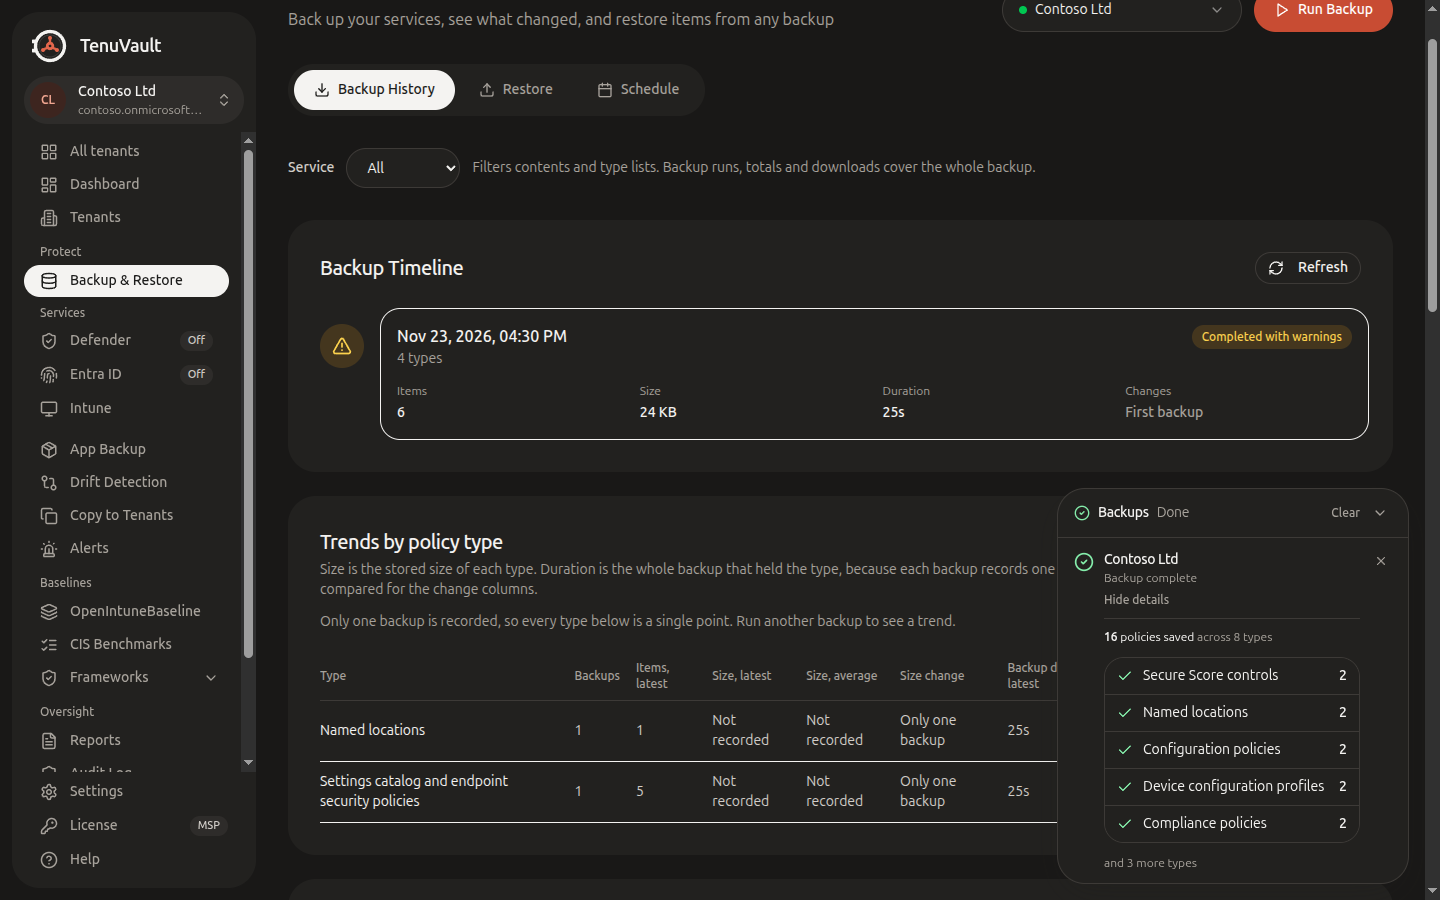 TenuVault
CL
Contoso Ltd
contoso.onmicrosoft...
All tenants
Dashboard
Tenants
Protect
Backup & Restore
Services
Defender Off
Entra ID Off
Intune
App Backup
Drift Detection
Copy to Tenants
Alerts
Baselines
OpenIntuneBaseline
CIS Benchmarks
Frameworks
Oversight
Reports
Audit Log
Settings
License MSP
Help
Back up your services, see what changed, and restore items from any backup
Contoso Ltd
Run Backup
Backup History
Restore
Schedule
Service
All
Filters contents and type lists. Backup runs, totals and downloads cover the whole backup.
Backup Timeline
Refresh
Nov 23, 2026, 04:30 PM
Completed with warnings
4 types
Items Size Duration Changes
6 24 KB 25s First backup
Trends by policy type
Size is the stored size of each type. Duration is the whole backup that held the type, because each backup records one
compared for the change columns.
Only one backup is recorded, so every type below is a single point. Run another backup to see a trend.
Type Backups Items, latest Size, latest Size, average Size change Backup d latest
Named locations 1 1 Not recorded Not recorded Only one backup 25s
Settings catalog and endpoint security policies 1 5 Not recorded Not recorded Only one backup 25s
Backups Done Clear
Contoso Ltd
Backup complete
Hide details
16 policies saved across 8 types
Secure Score controls 2
Named locations 2
Configuration policies 2
Device configuration profiles 2
Compliance policies 2
and 3 more types